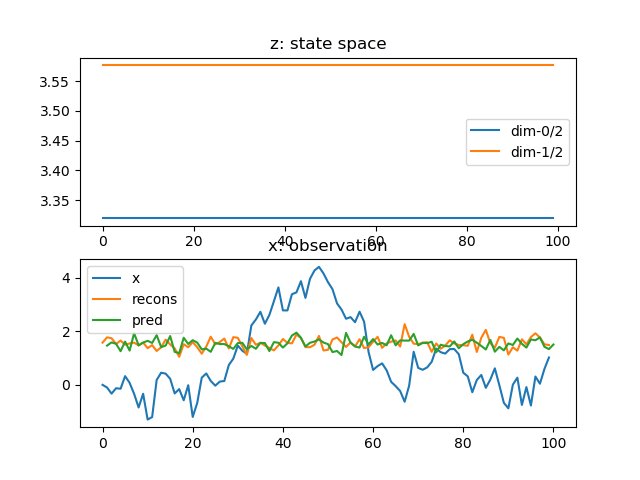 z: state space
3.55
3.50
3.45
3.40
3.35
dim-0/2
dim-1/2
0 20 40 60 80 100
x: observation
4
2
0
x
recons
pred
0 20 40 60 80 100